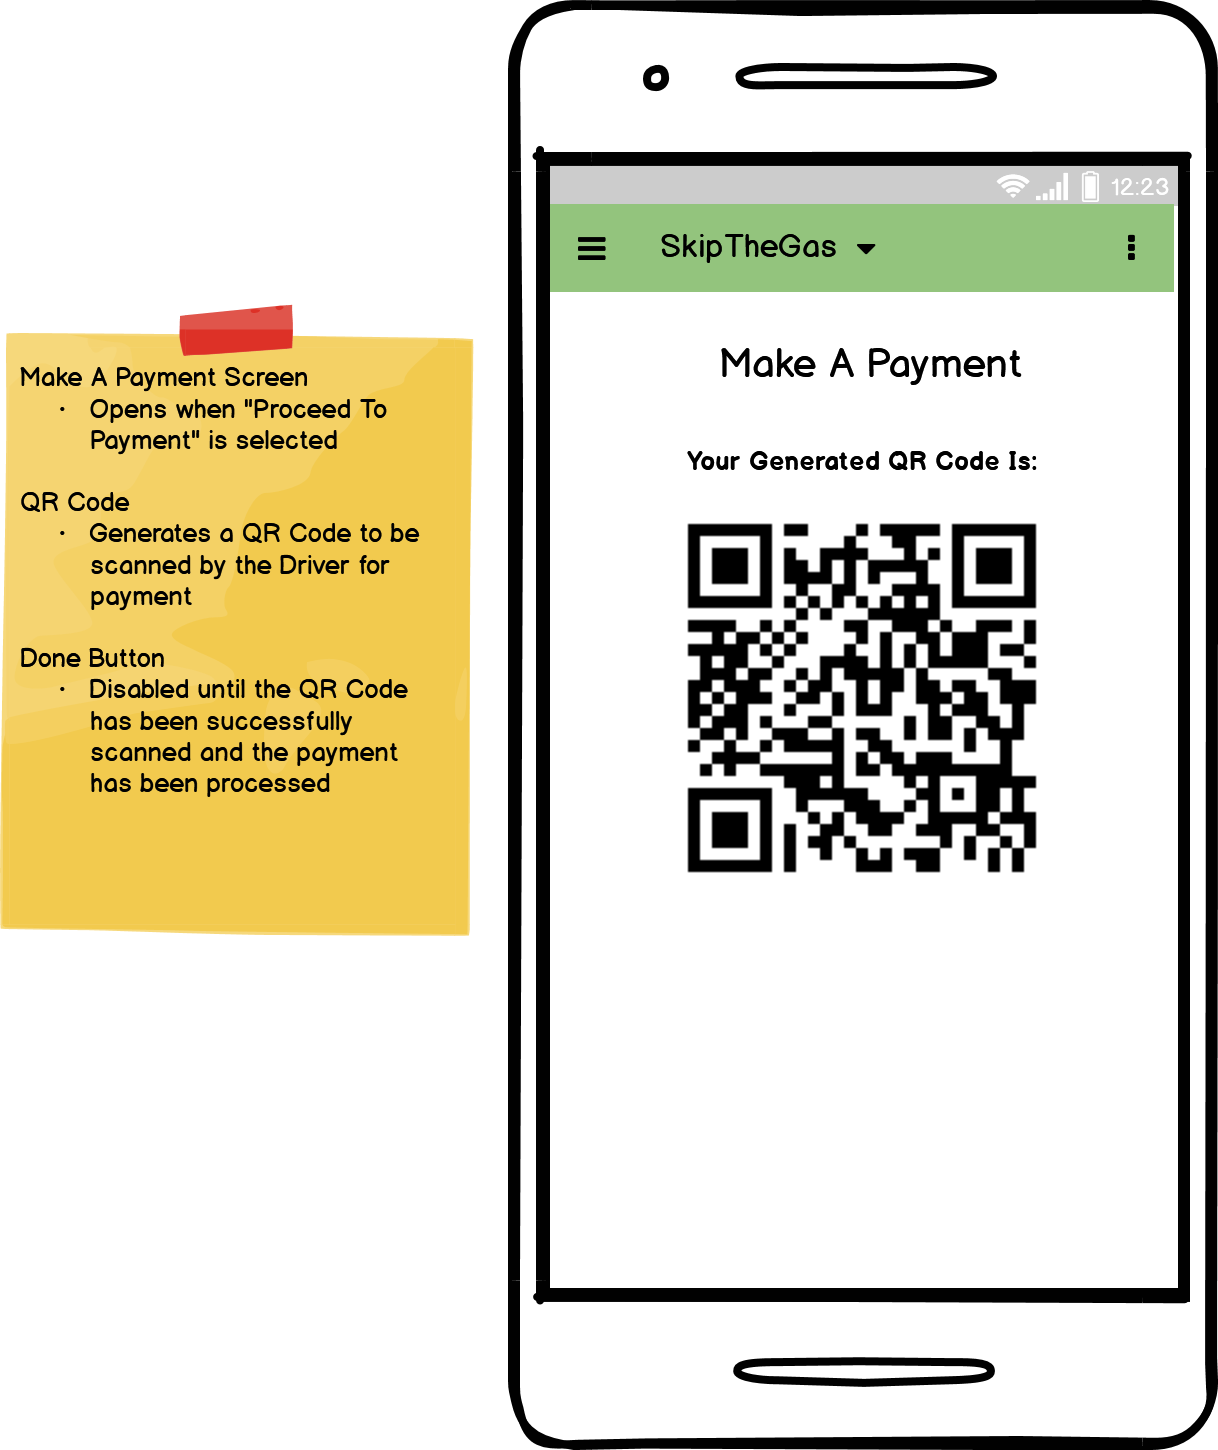 Make A Payment Screen
• Opens when "Proceed To
Payment" is selected
QR Code
• Generates a QR Code to be
scanned by the Driver for
payment
Done Button
• Disabled until the QR Code
has been successfully
scanned and the payment
has been processed
12:23
SkipTheGas
Make A Payment
Your Generated QR Code Is: